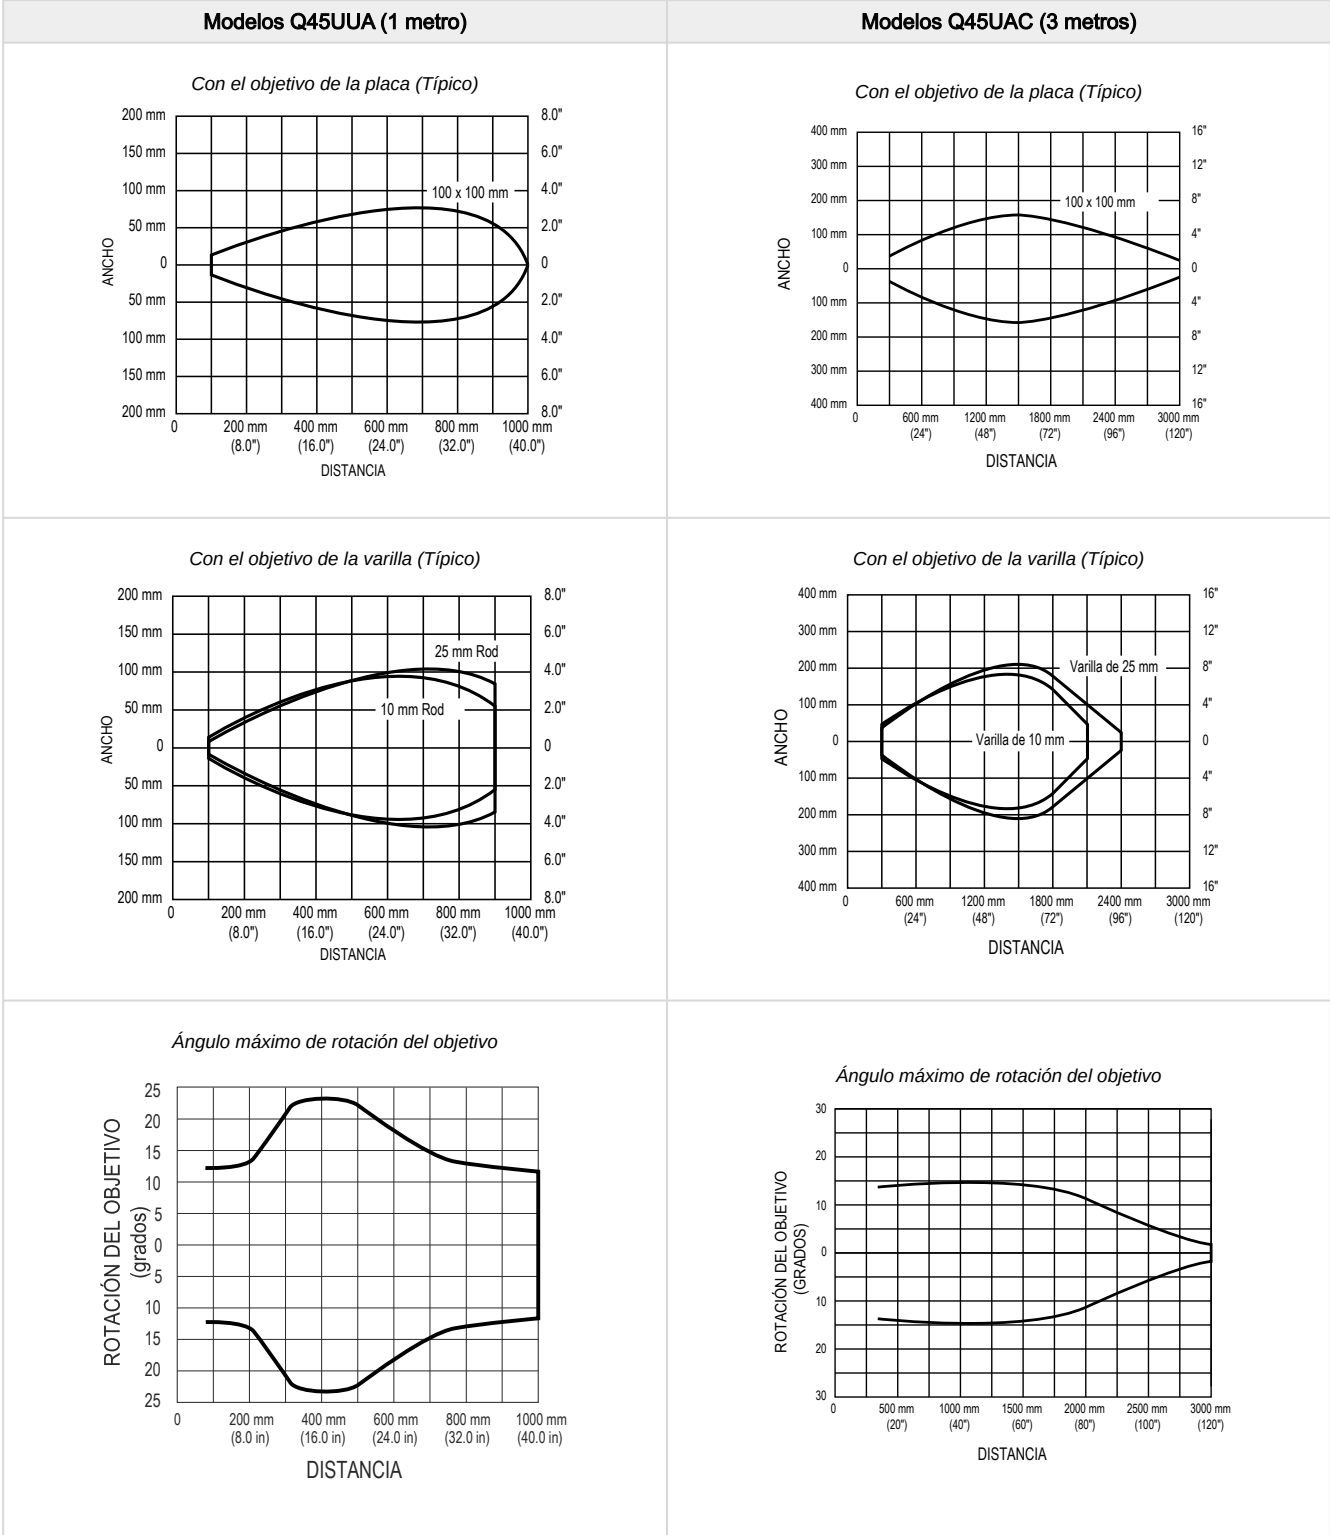 Modelos Q45UUA (1 metro)
Modelos Q45UAC (3 metros)
Con el objetivo de la placa (Típico)
200 mm
150 mm
100 mm
50 mm
0
50 mm
100 mm
150 mm
200 mm
8.0"
6.0"
4.0"
2.0"
0
2.0"
4.0"
6.0"
8.0"
ANCHO
100 x 100 mm
0 200 mm 400 mm 600 mm 800 mm 1000 mm
(8.0") (16.0") (24.0") (32.0") (40.0")
DISTANCIA
Con el objetivo de la placa (Típico)
400 mm
300 mm
200 mm
100 mm
0
100 mm
200 mm
300 mm
400 mm
16"
12"
8"
4"
0
4"
8"
12"
16"
ANCHO
100 x 100 mm
0 600 mm 1200 mm 1800 mm 2400 mm 3000 mm
(24") (48") (72") (96") (120")
DISTANCIA
Con el objetivo de la varilla (Típico)
200 mm
150 mm
100 mm
50 mm
0
50 mm
100 mm
150 mm
200 mm
8.0"
6.0"
4.0"
2.0"
0
2.0"
4.0"
6.0"
8.0"
ANCHO
25 mm Rod
10 mm Rod
0 200 mm 400 mm 600 mm 800 mm 1000 mm
(8.0") (16.0") (24.0") (32.0") (40.0")
DISTANCIA
Con el objetivo de la varilla (Típico)
400 mm
300 mm
200 mm
100 mm
0
100 mm
200 mm
300 mm
400 mm
16"
12"
8"
4"
0
4"
8"
12"
16"
ANCHO
Varilla de 25 mm
Varilla de 10 mm
0 600 mm 1200 mm 1800 mm 2400 mm 3000 mm
(24") (48") (72") (96") (120")
DISTANCIA
Ángulo máximo de rotación del objetivo
25
20
15
10
5
0
5
10
15
20
25
ROTACIÓN DEL OBJETIVO
(grados)
0 200 mm 400 mm 600 mm 800 mm 1000 mm
(8.0 in) (16.0 in) (24.0 in) (32.0 in) (40.0 in)
DISTANCIA
Ángulo máximo de rotación del objetivo
30
20
10
0
10
20
30
ROTACIÓN DEL OBJETIVO
(GRADOS)
0 500 mm 1000 mm 1500 mm 2000 mm 2500 mm 3000 mm
(20") (40") (60") (80") (100") (120")
DISTANCIA